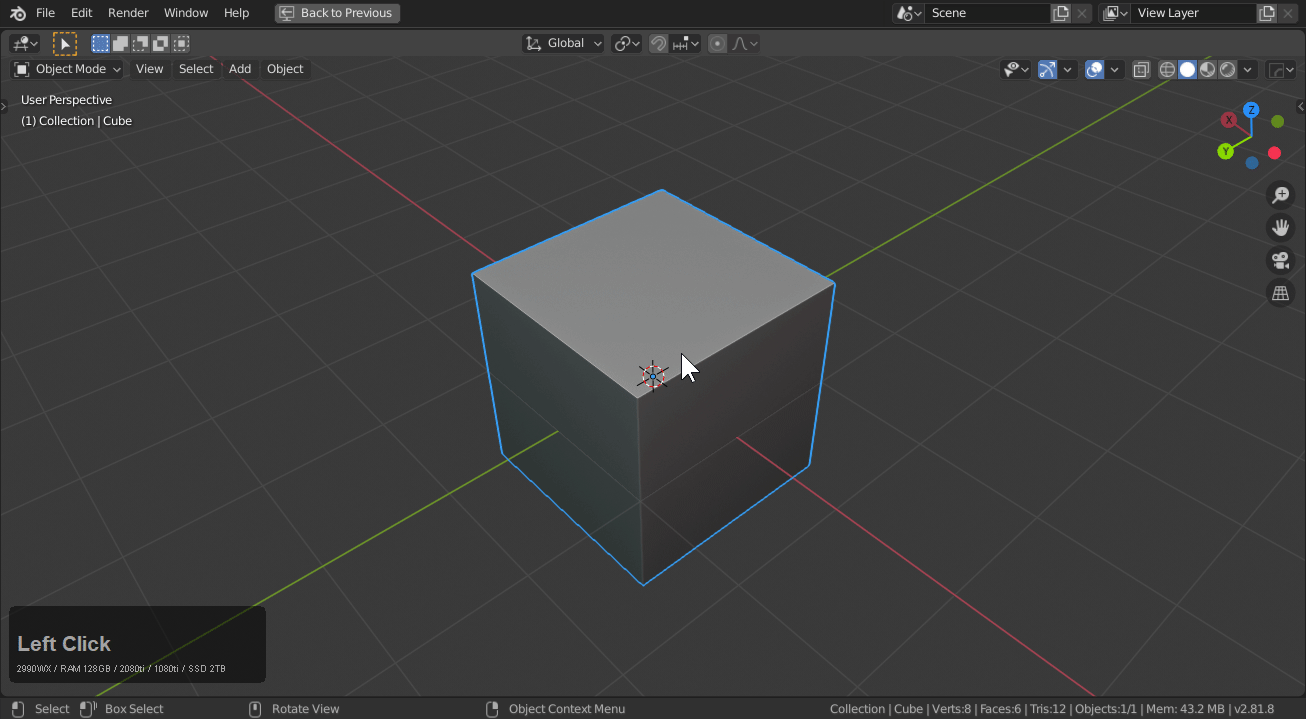 File Edit Render Window Help Back to Previous Scene View Layer
Global
Object Mode View Select Add Object
User Perspective
(1) Collection | Cube
Z
X
Y
Left Click
2990WX / RAM 128GB / 2080ti / 1080ti / SSD 2TB
Select Box Select Rotate View Object Context Menu Collection | Cube | Verts:8 | Faces:6 | Tris:12 | Objects:1/1 | Mem: 43.2 MB | v2.81.8